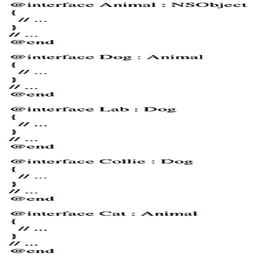 @interface Animal : NSObject
{
// ...
}
// ...
@end
@interface Dog : Animal
{
// ...
}
// ...
@end
@interface Lab : Dog
{
// ...
}
// ...
@end
@interface Collie : Dog
{
// ...
}
// ...
@end
@interface Cat : Animal
{
// ...
}
// ...
@end